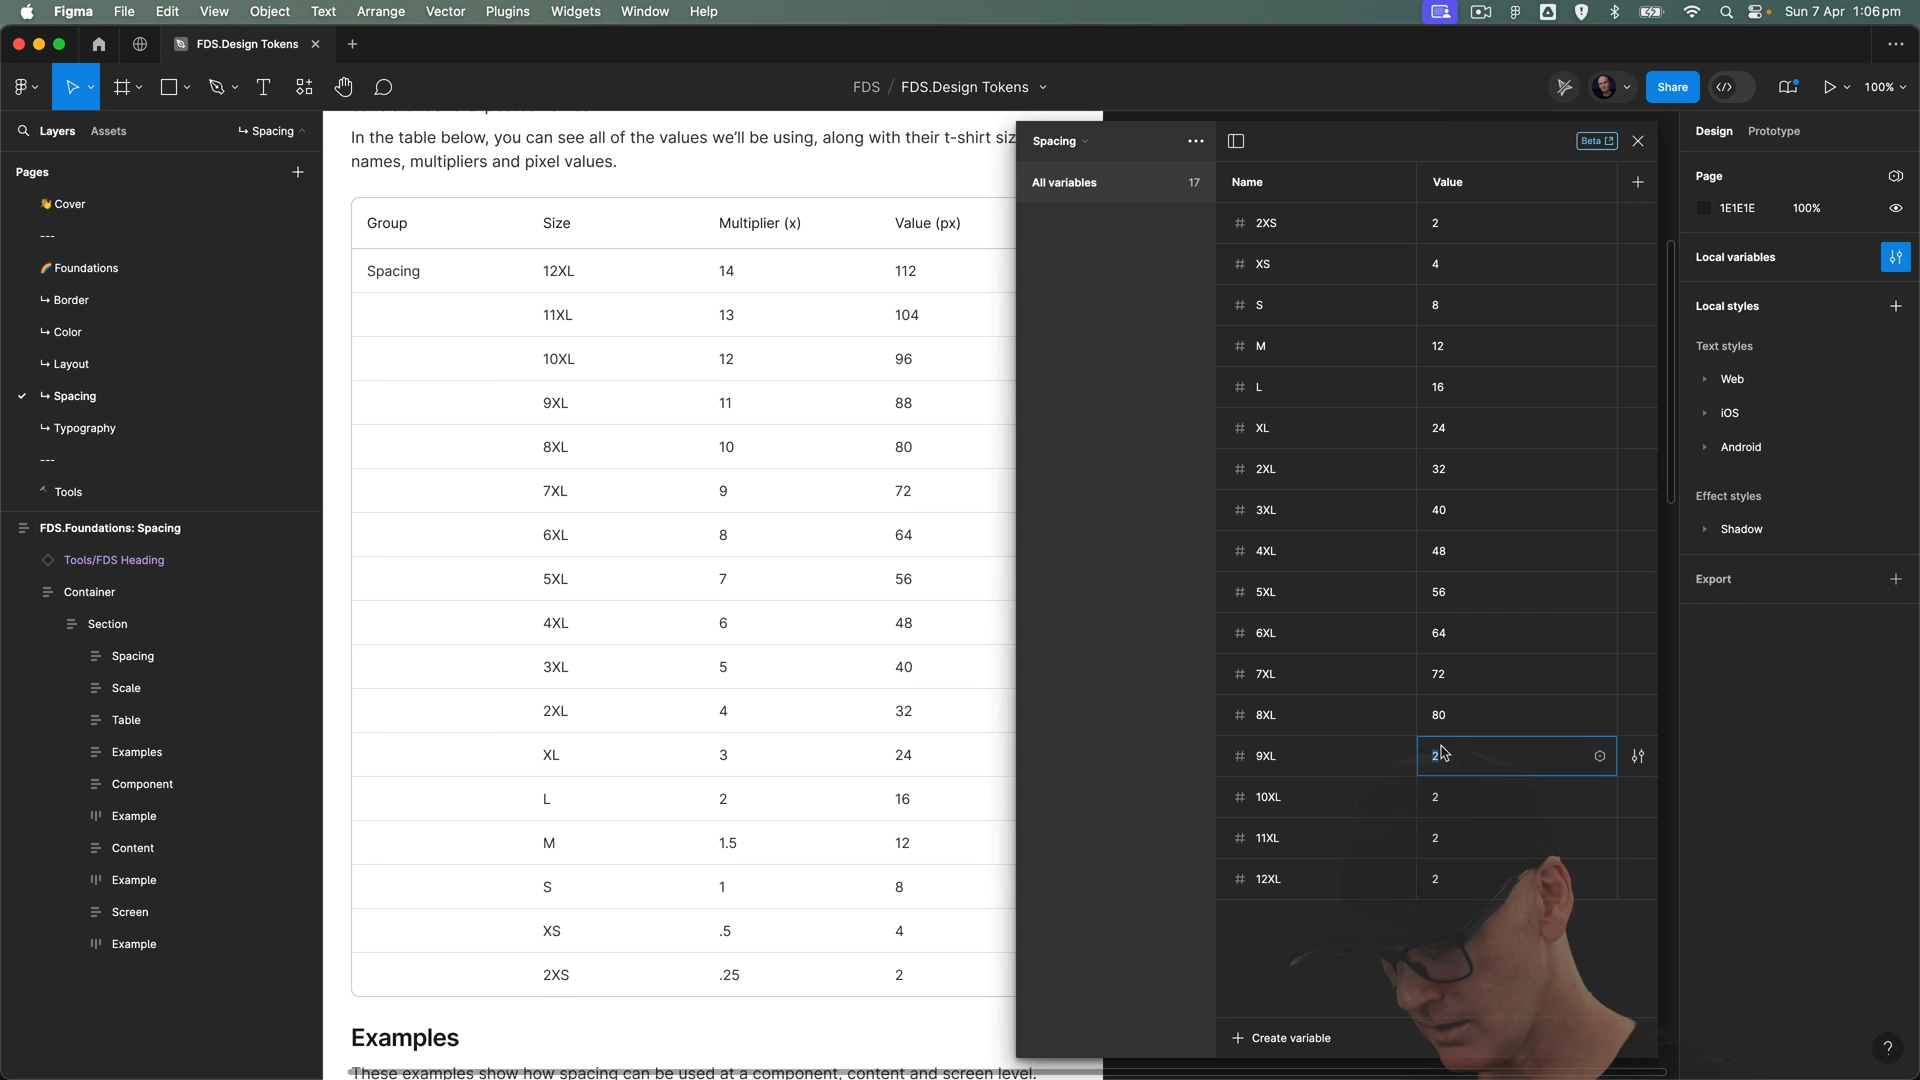 Figma File Edit View Object Text Arrange Vector Plugins Widgets Window Help Sun 7 Apr 1:06 pm
FDS.Design Tokens
FDS / FDS.Design Tokens Share 100%
Layers Assets ↳ Spacing
Pages
👋 Cover
---
🌈 Foundations
↳ Border
↳ Color
↳ Layout
↳ Spacing
↳ Typography
---
Tools
FDS.Foundations: Spacing
Tools/FDS Heading
Container
Section
Spacing
Scale
Table
Examples
Component
Example
Content
Example
Screen
Example
In the table below, you can see all of the values we'll be using, along with their t-shirt siz
names, multipliers and pixel values.
Group Size Multiplier (x) Value (px)
Spacing 12XL 14 112
11XL 13 104
10XL 12 96
9XL 11 88
8XL 10 80
7XL 9 72
6XL 8 64
5XL 7 56
4XL 6 48
3XL 5 40
2XL 4 32
XL 3 24
L 2 16
M 1.5 12
S 1 8
XS .5 4
2XS .25 2
Examples
These examples show how spacing can be used at a component, content and screen level.
Spacing Beta
All variables 17
Name Value
2XS 2
XS 4
S 8
M 12
L 16
XL 24
2XL 32
3XL 40
4XL 48
5XL 56
6XL 64
7XL 72
8XL 80
9XL 2
10XL 2
11XL 2
12XL 2
Create variable
Design Prototype
Page
1E1E1E 100%
Local variables
Local styles
Text styles
Web
iOS
Android
Effect styles
Shadow
Export
?